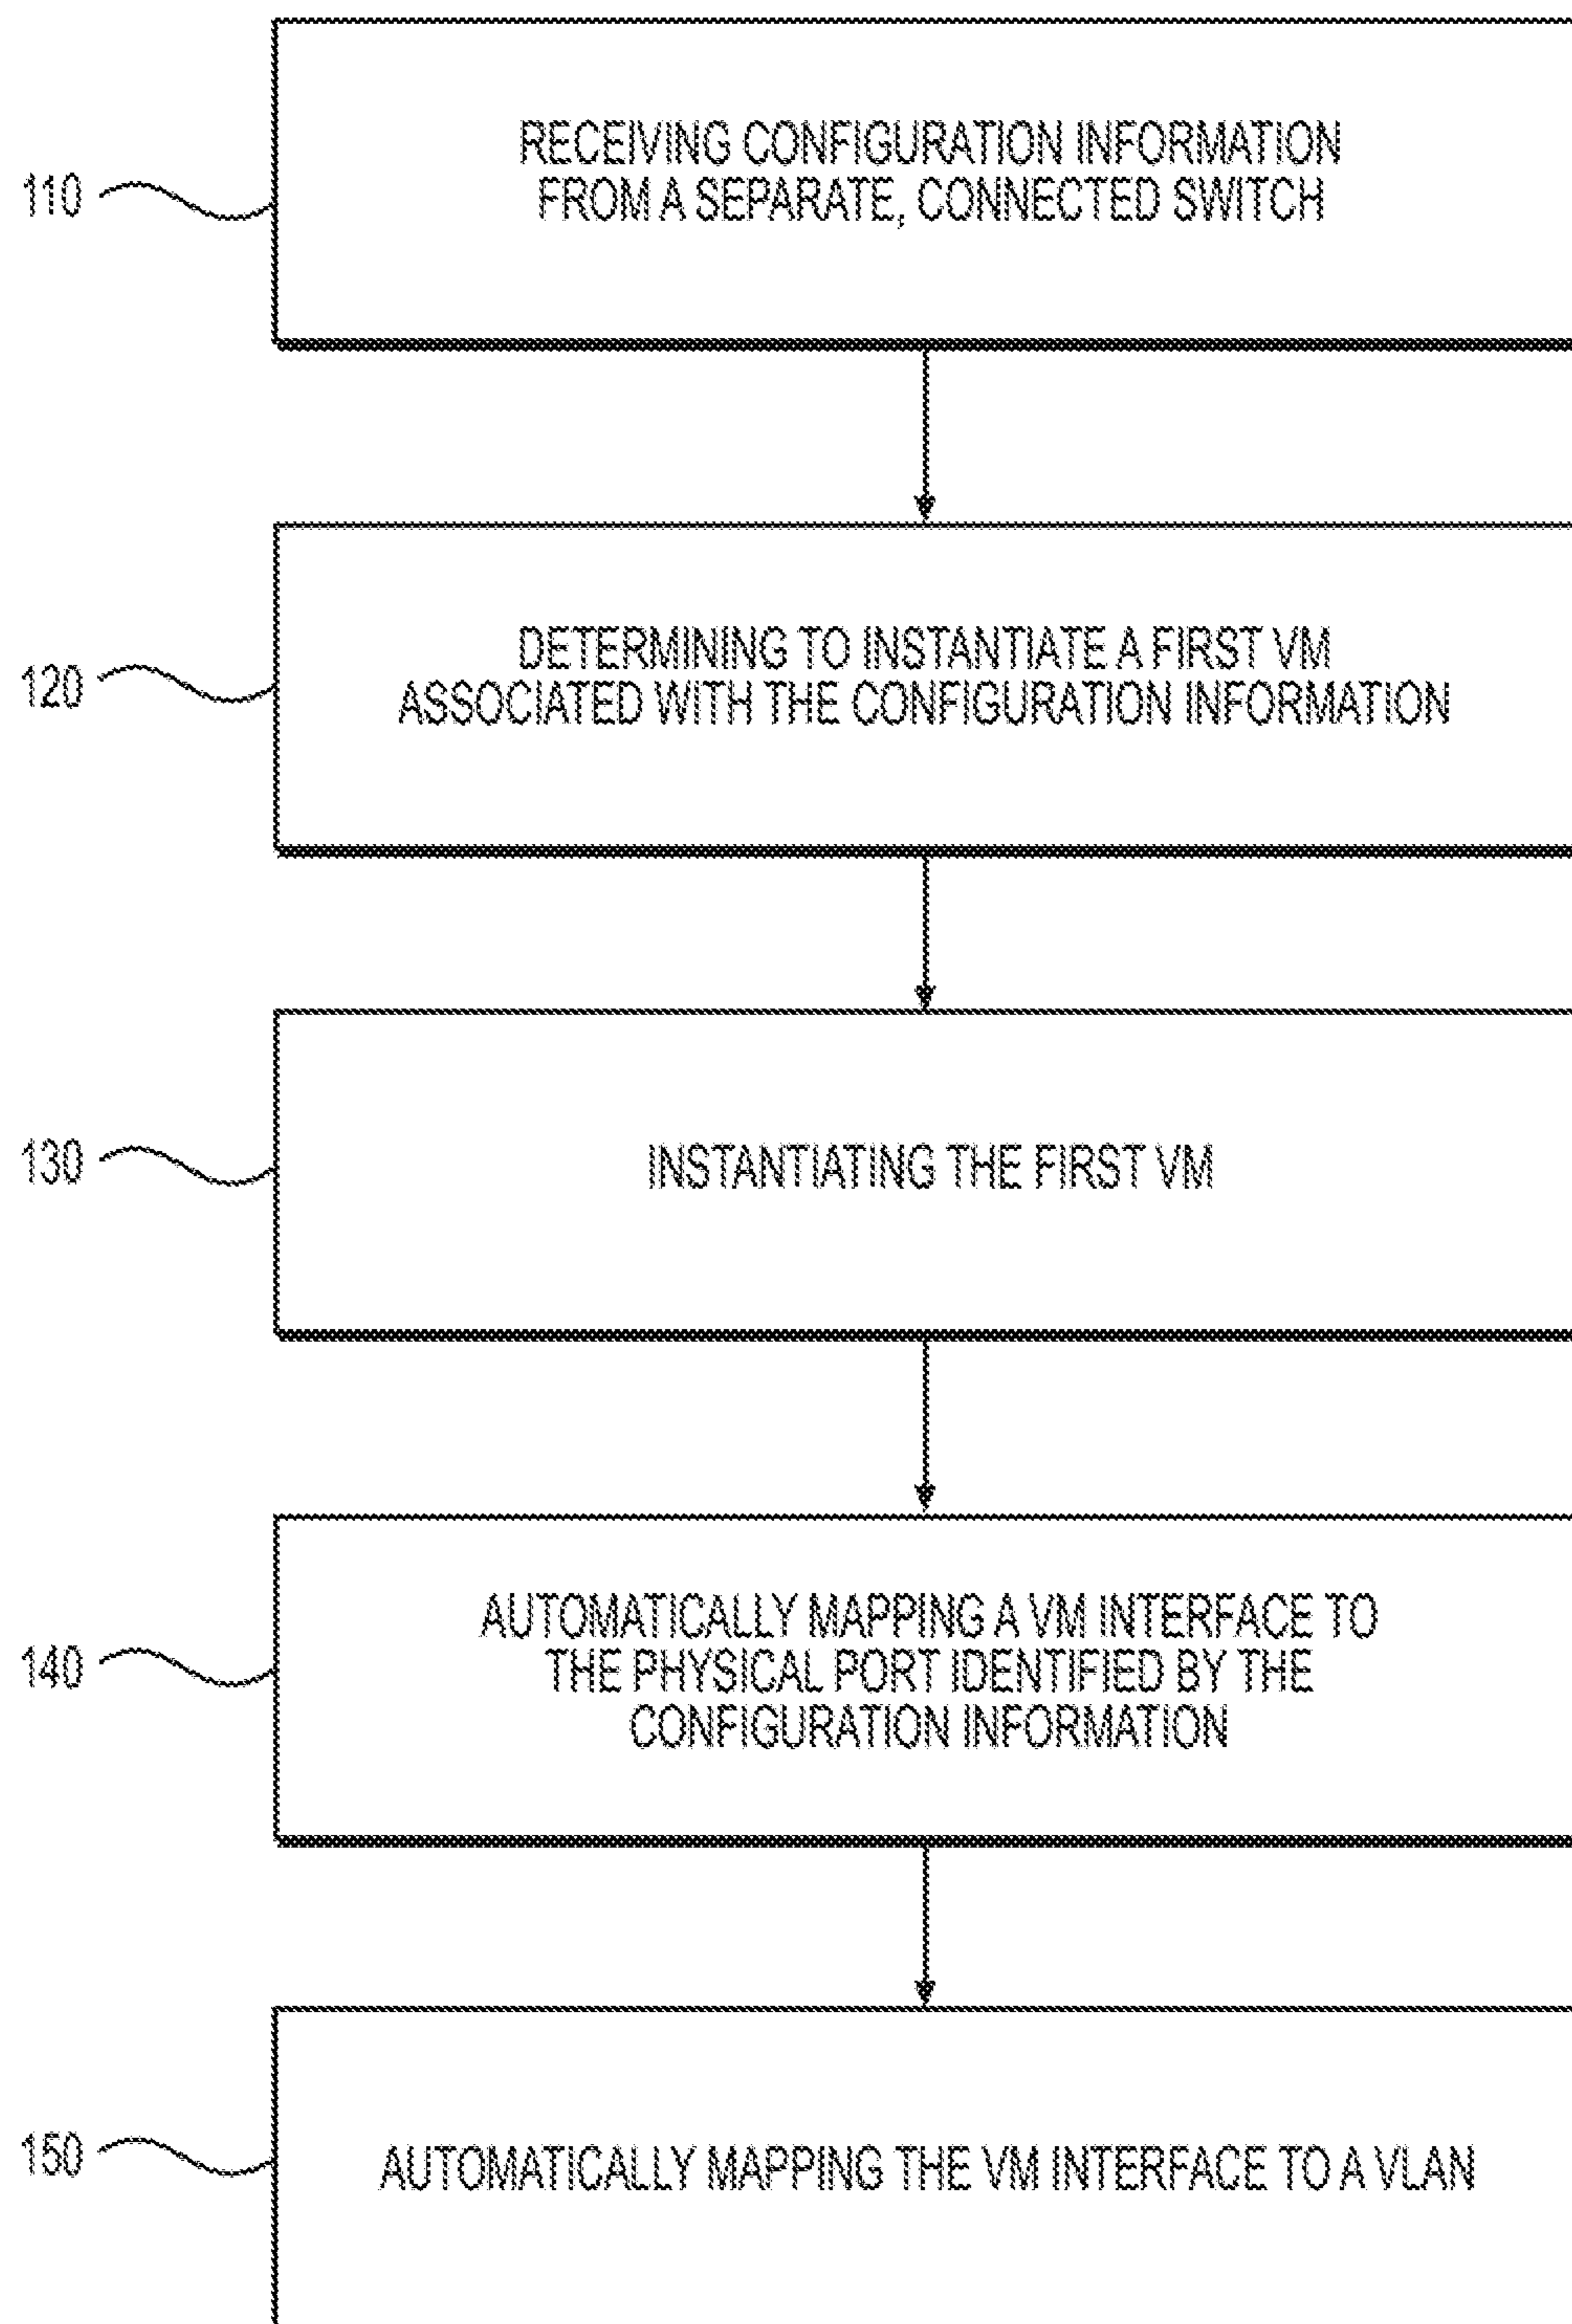 110
RECEIVING CONFIGURATION INFORMATION
FROM A SEPARATE, CONNECTED SWITCH
120
DETERMINING TO INSTANTIATE A FIRST VM
ASSOCIATED WITH THE CONFIGURATION INFORMATION
130
INSTANTIATING THE FIRST VM
140
AUTOMATICALLY MAPPING A VM INTERFACE TO
THE PHYSICAL PORT IDENTIFIED BY THE
CONFIGURATION INFORMATION
150
AUTOMATICALLY MAPPING THE VM INTERFACE TO A VLAN